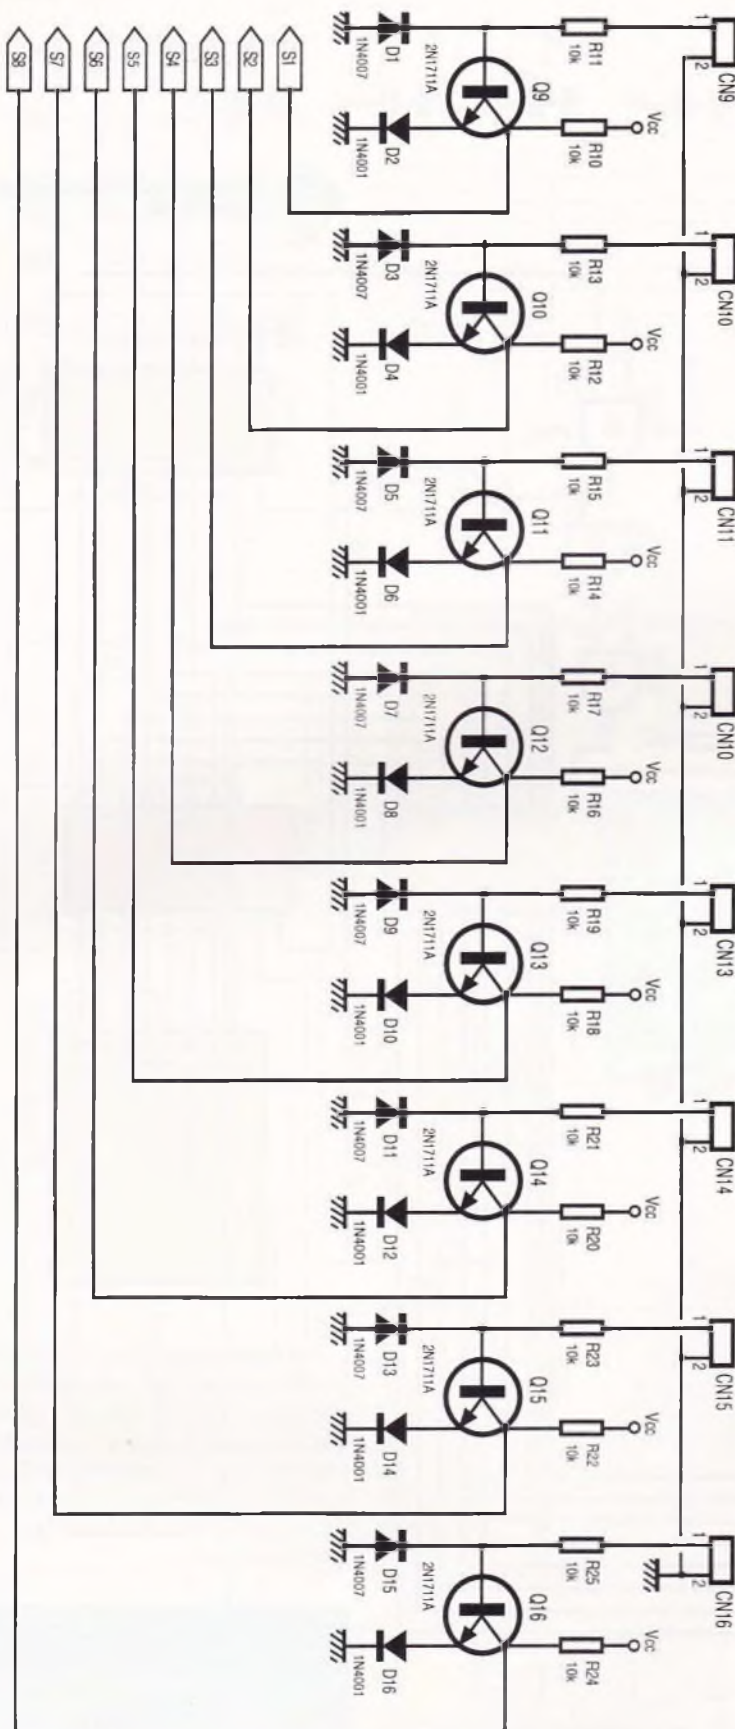 S8
S7
S6
S5
S4
S3
S2
S1
1
2
CN9
R11
10k
D1
1N4007
2N1711A
Q9
Vcc
R10
10k
D2
1N4001
1
2
CN10
R13
10k
D3
1N4007
2N1711A
Q10
Vcc
R12
10k
D4
1N4001
1
2
CN11
R15
10k
D5
1N4007
2N1711A
Q11
Vcc
R14
10k
D6
1N4001
1
2
CN10
R17
10k
D7
1N4007
2N1711A
Q12
Vcc
R16
10k
D8
1N4001
1
2
CN13
R19
10k
D9
1N4007
2N1711A
Q13
Vcc
R18
10k
D10
1N4001
1
2
CN14
R21
10k
D11
1N4007
2N1711A
Q14
Vcc
R20
10k
D12
1N4001
1
2
CN15
R23
10k
D13
1N4007
2N1711A
Q15
Vcc
R22
10k
D14
1N4001
1
2
CN16
R25
10k
D15
1N4007
2N1711A
Q16
Vcc
R24
10k
D16
1N4001